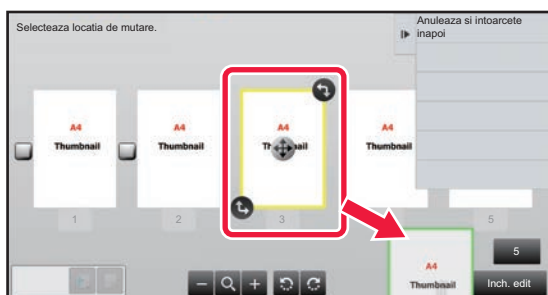 Selecteaza locatia de mutare.
Anuleaza si intoarcete
inapoi
A4
Thumbnail
A4
Thumbnail
A4
A4
Thumbnail
1
2
3
5
5
A4
Thumbnail
Inch. edit